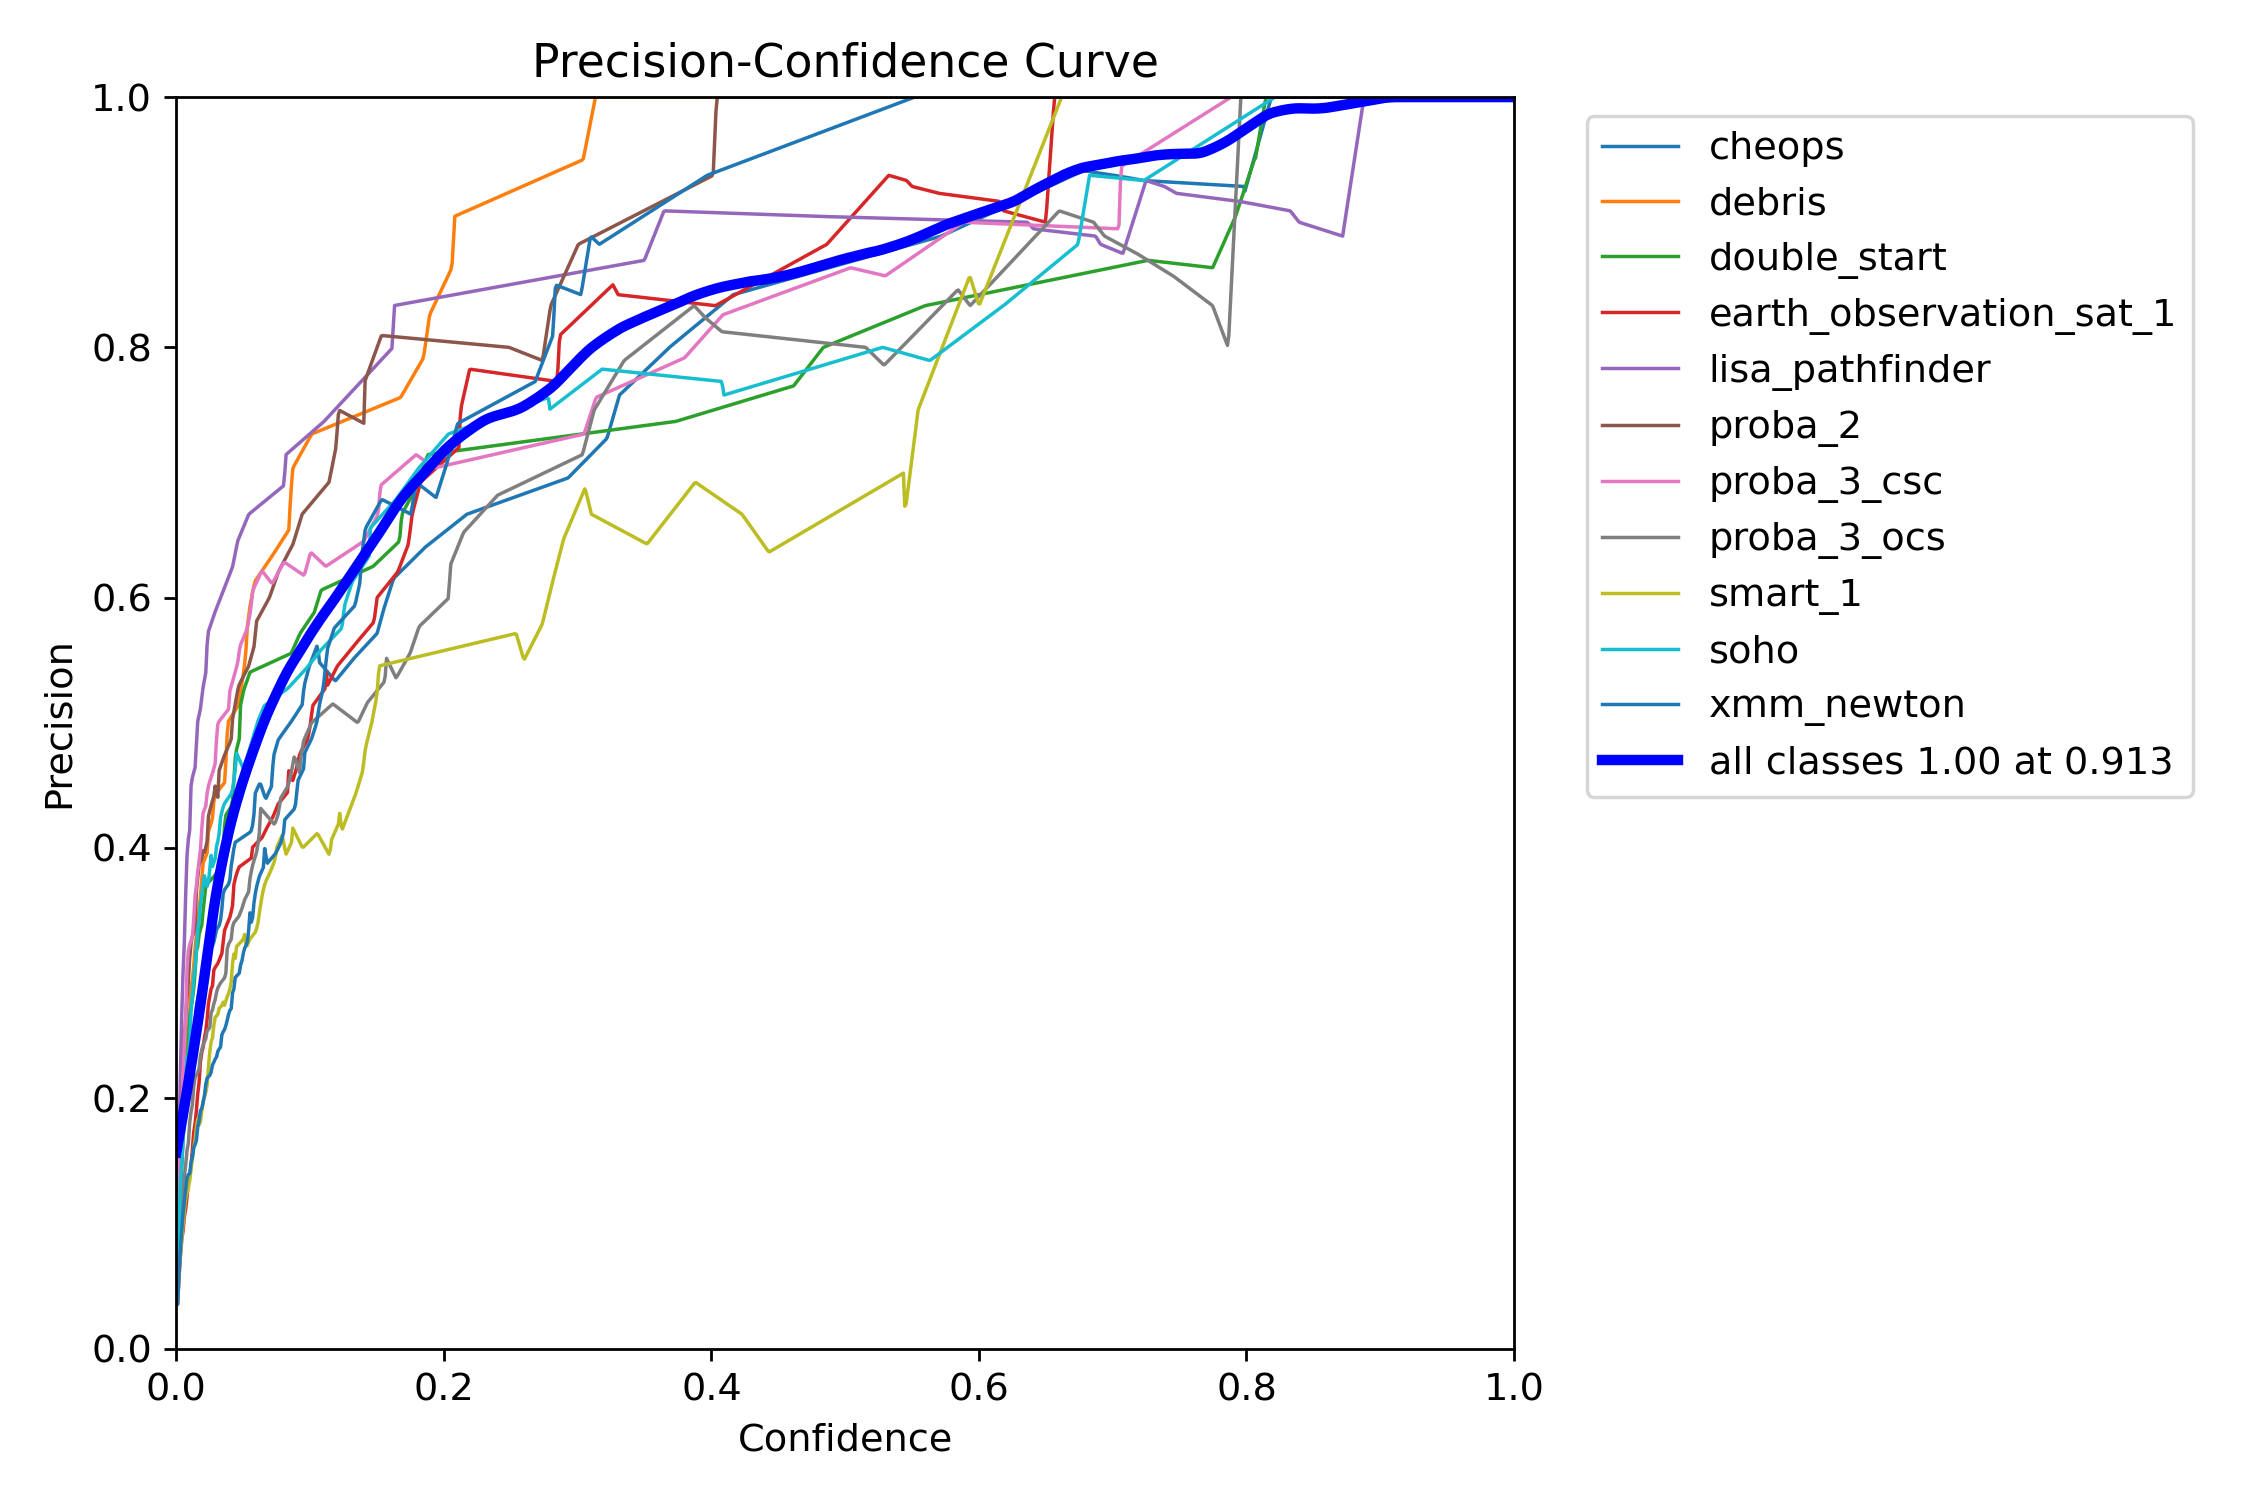 Precision-Confidence Curve
1.0
0.8
0.6
0.4
0.2
0.0
Precision
0.0 0.2 0.4 0.6 0.8 1.0
Confidence
cheops
debris
double_start
earth_observation_sat_1
lisa_pathfinder
proba_2
proba_3_csc
proba_3_ocs
smart_1
soho
xmm_newton
all classes 1.00 at 0.913